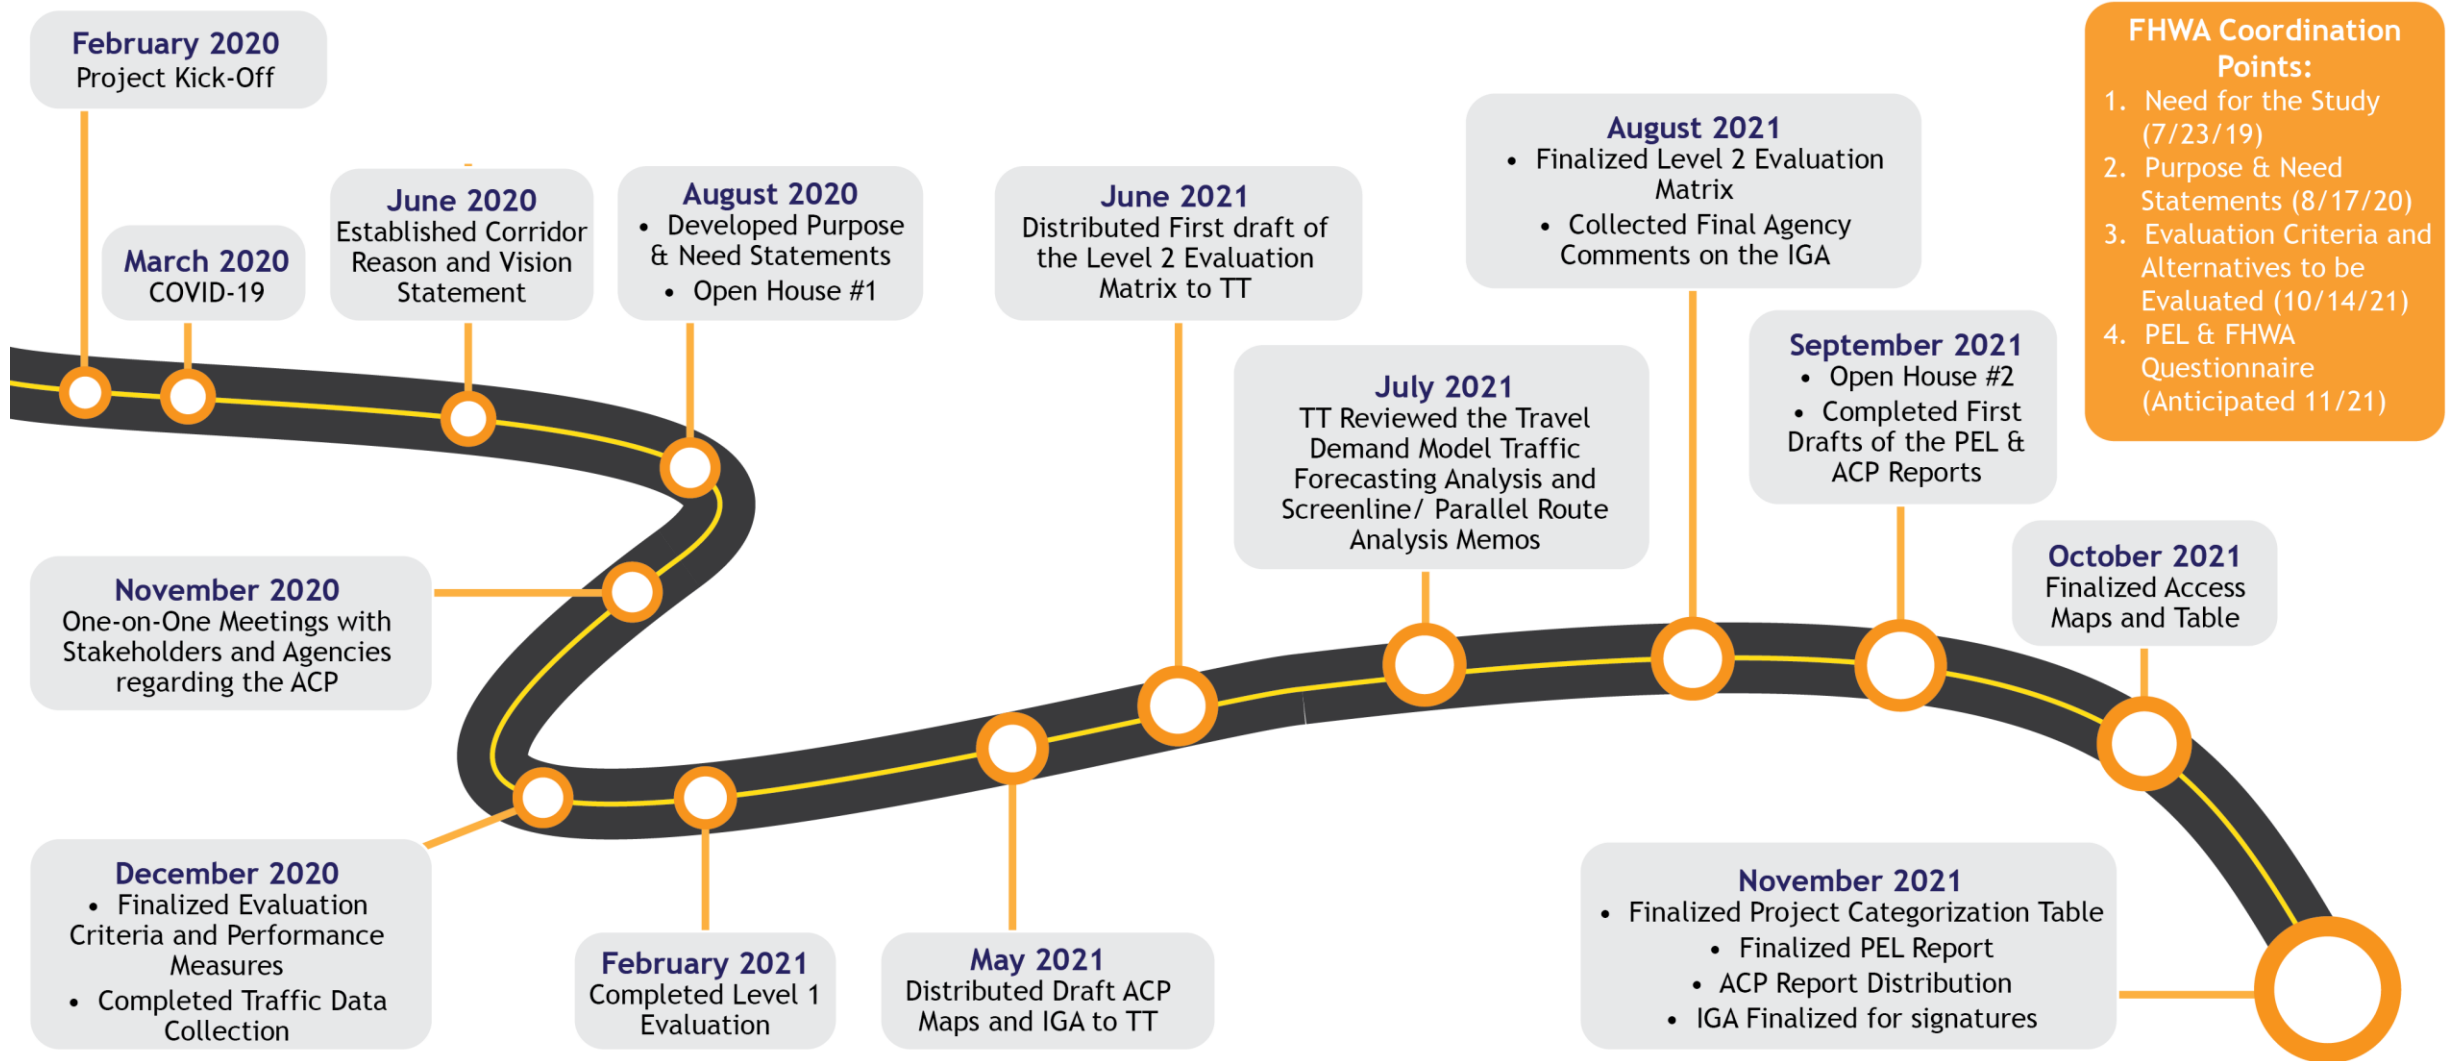 February 2020
Project Kick-Off
March 2020
COVID-19
June 2020
Established Corridor
Reason and Vision
Statement
August 2020
• Developed Purpose
& Need Statements
• Open House #1
November 2020
One-on-One Meetings with
Stakeholders and Agencies
regarding the ACP
December 2020
• Finalized Evaluation
Criteria and Performance
Measures
• Completed Traffic Data
Collection
February 2021
Completed Level 1
Evaluation
May 2021
Distributed Draft ACP
Maps and IGA to TT
June 2021
Distributed First draft of
the Level 2 Evaluation
Matrix to TT
July 2021
TT Reviewed the Travel
Demand Model Traffic
Forecasting Analysis and
Screenline/ Parallel Route
Analysis Memos
August 2021
• Finalized Level 2 Evaluation
Matrix
• Collected Final Agency
Comments on the IGA
September 2021
• Open House #2
• Completed First
Drafts of the PEL &
ACP Reports
October 2021
Finalized Access
Maps and Table
November 2021
• Finalized Project Categorization Table
• Finalized PEL Report
• ACP Report Distribution
• IGA Finalized for signatures
FHWA Coordination
Points:
1. Need for the Study
(7/23/19)
2. Purpose & Need
Statements (8/17/20)
3. Evaluation Criteria and
Alternatives to be
Evaluated (10/14/21)
4. PEL & FHWA
Questionnaire
(Anticipated 11/21)